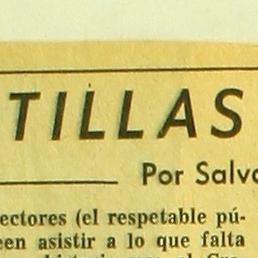 TILLAS
Por Salva
ectores (el respetable pú-
een asistir a lo que falta